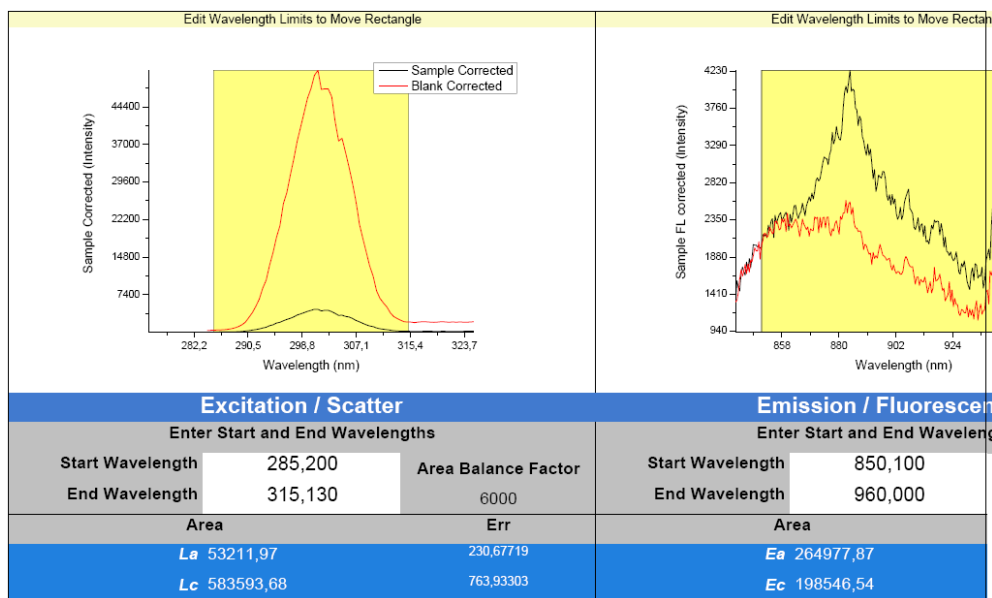 Edit Wavelength Limits to Move Rectangle
Sample Corrected
Blank Corrected
44400
37000
29600
22200
14800
7400
Sample Corrected (Intensity)
282,2 290,5 298,8 307,1 315,4 323,7
Wavelength (nm)
Excitation / Scatter
Enter Start and End Wavelengths
Start Wavelength 285,200
End Wavelength 315,130
Area Balance Factor
6000
Area Err
La 53211,97 230,67719
Lc 583593,68 763,93303
Edit Wavelength Limits to Move Rectan
4230
3760
3290
2820
2350
1880
1410
940
Sample FL corrected (Intensity)
858 880 902 924
Wavelength (nm)
Emission / Fluorescen
Enter Start and End Waveleng
Start Wavelength 850,100
End Wavelength 960,000
Area
Ea 264977,87
Ec 198546,54